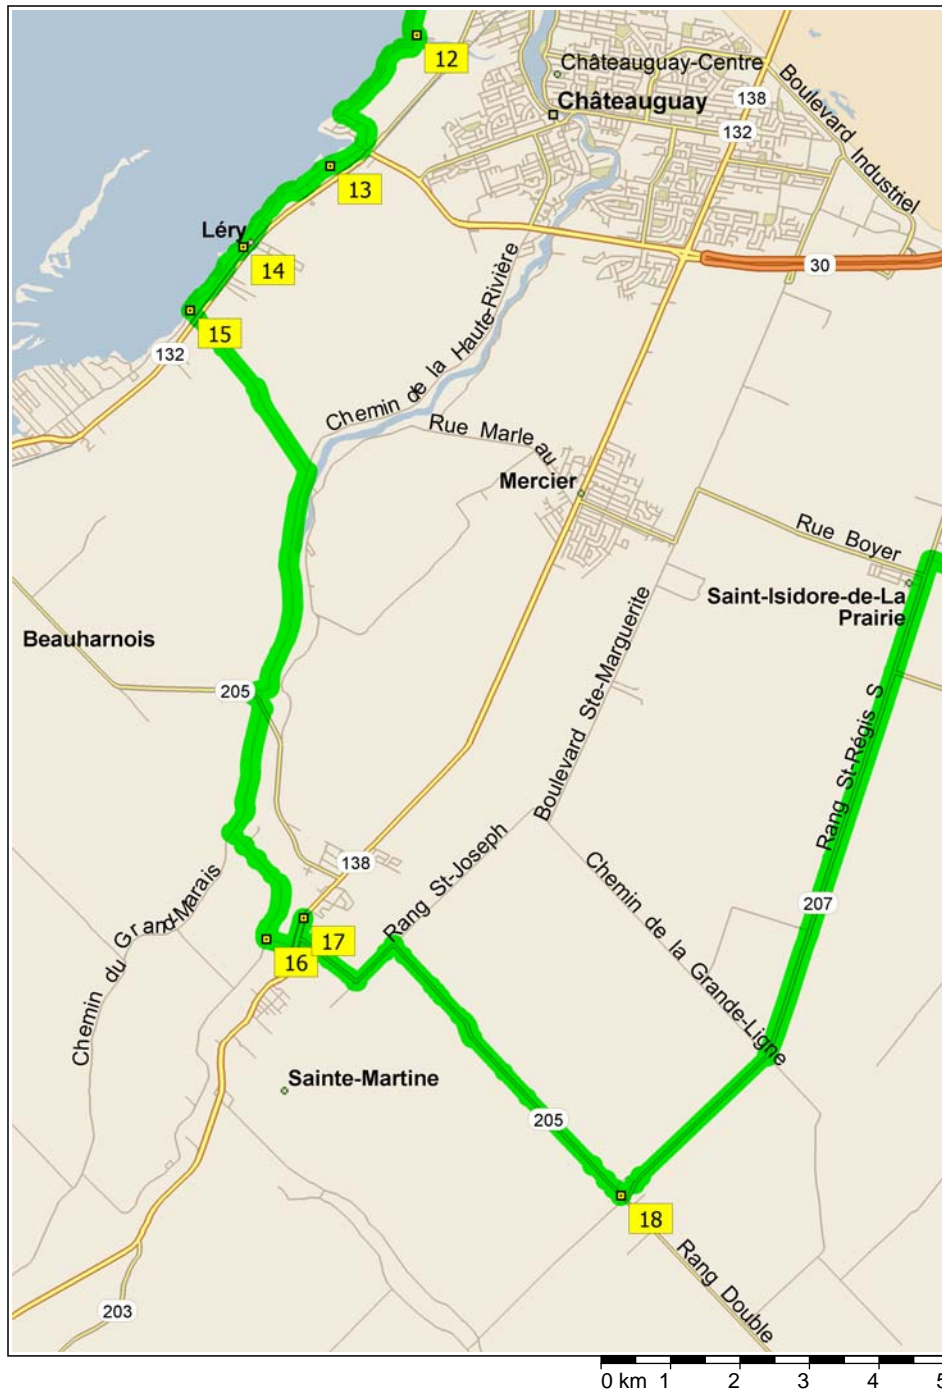 12
Châteauguay-Centre
Châteauguay
138
132
Boulevard Industriel
13
Léry
14
30
15
132
Chemin de la Haute-Rivière
Rue Marleau
Mercier
Rue Boyer
Saint-Isidore-de-La
Prairie
Beauharnois
205
Boulevard Ste-Marguerite
Rang St-Régis S
138
Rang St-Joseph
Chemin de la Grande-Ligne
207
Chemin du Grand-Marais
17
16
Sainte-Martine
205
18
Rang Double
203
0 km 1 2 3 4 5